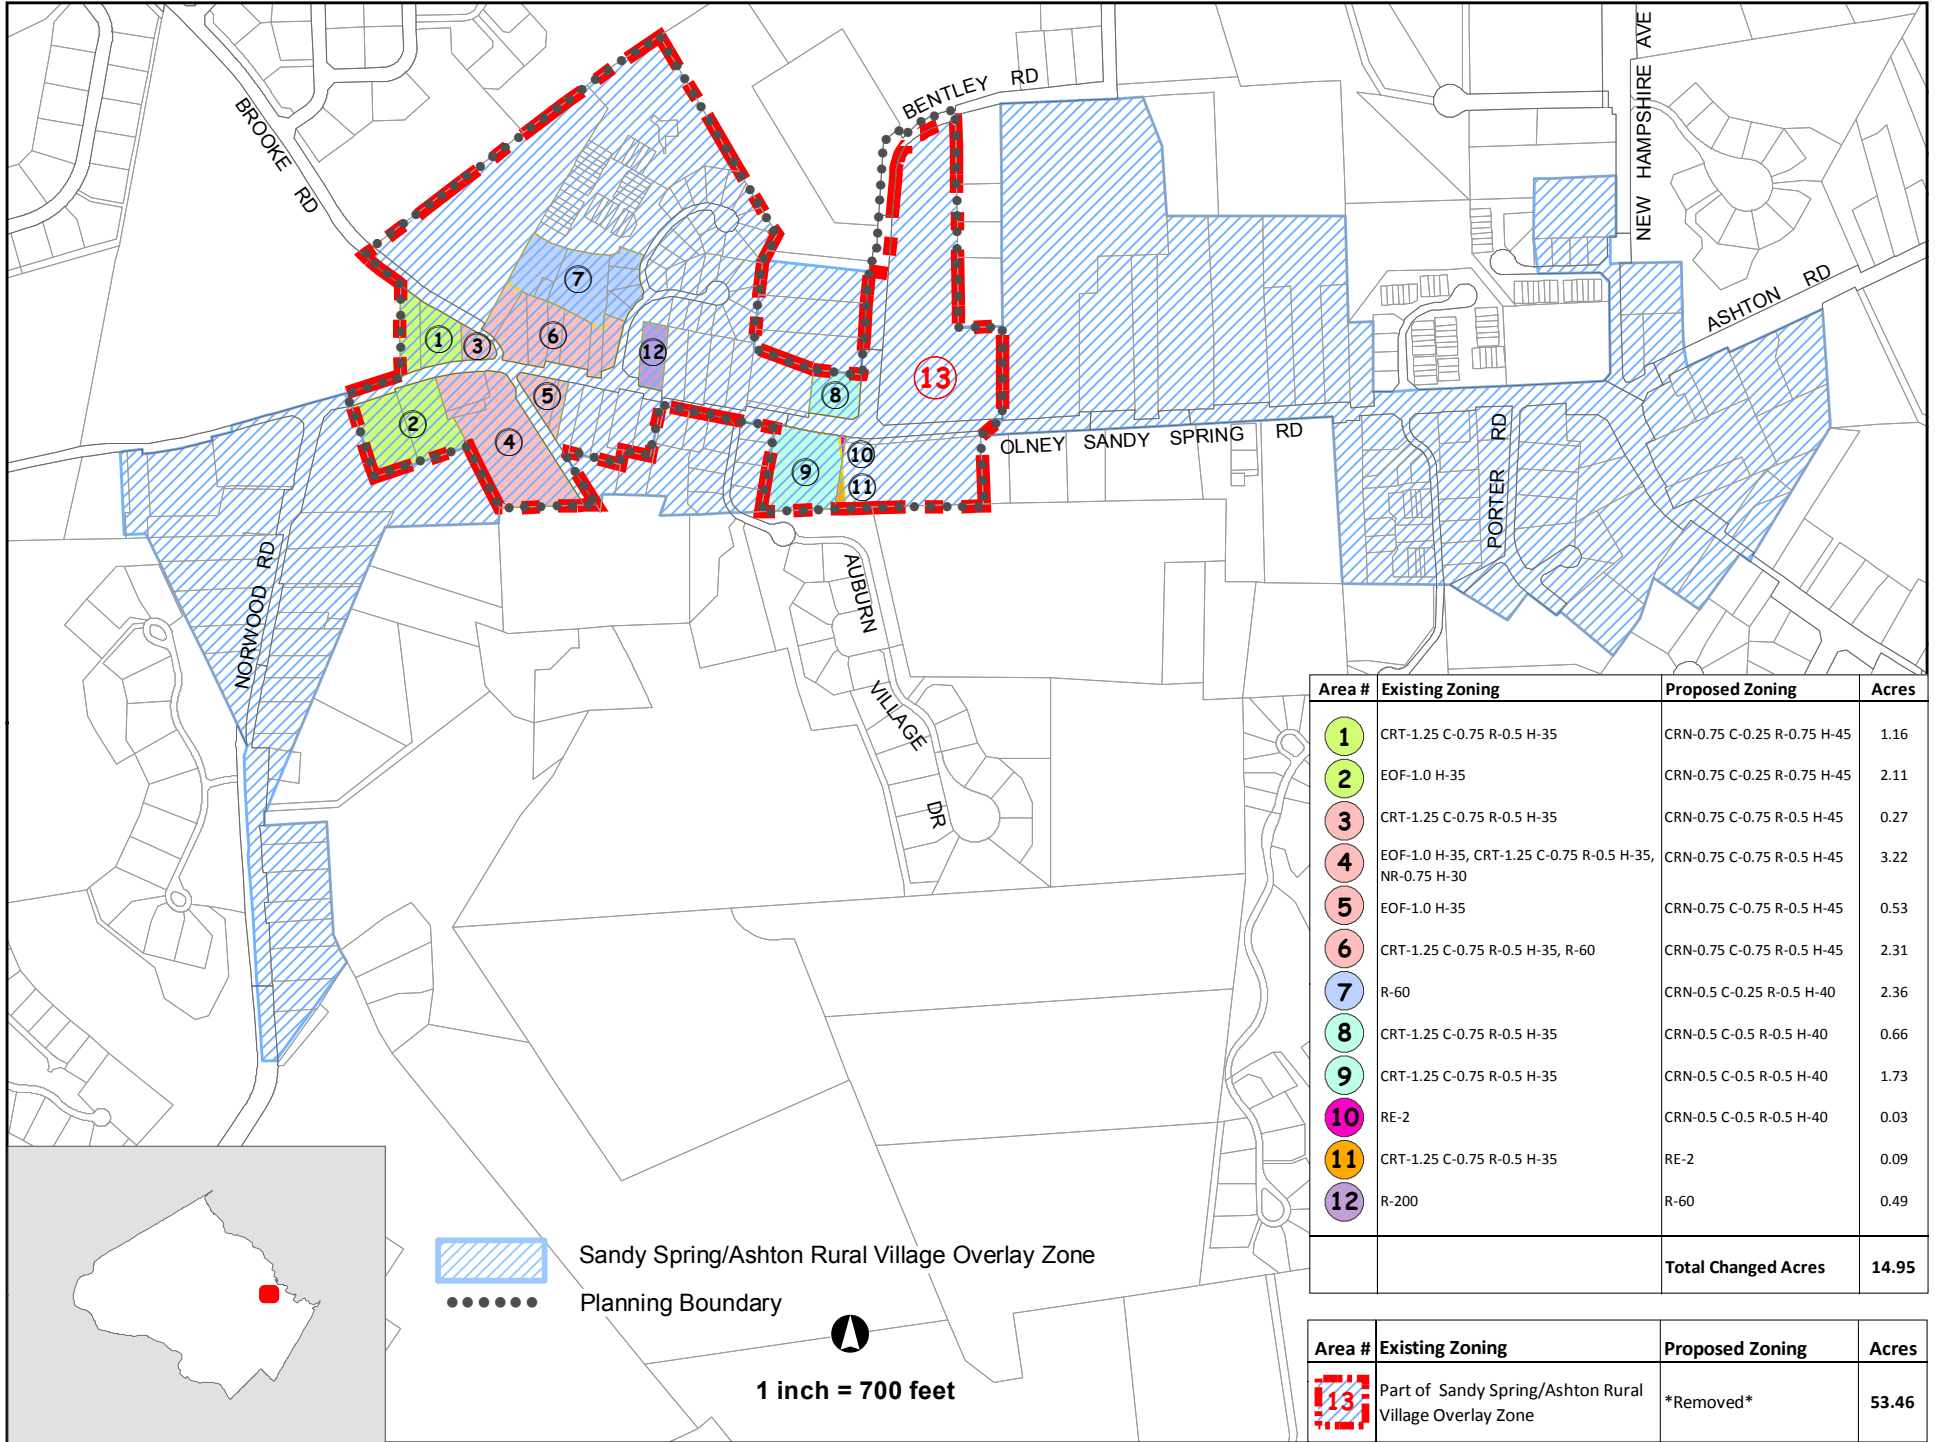 BROOKE RD
BENTLEY RD
NEW HAMPSHIRE AVE
ASHTON RD
7
1
3
6
12
13
8
5
2
4
9
10
11
OLNEY SANDY SPRING RD
PORTER RD
NORWOOD RD
AUBURN VILLAGE DR
Area # Existing Zoning Proposed Zoning Acres
1 CRT-1.25 C-0.75 R-0.5 H-35 CRN-0.75 C-0.25 R-0.75 H-45 1.16
2 EOF-1.0 H-35 CRN-0.75 C-0.25 R-0.75 H-45 2.11
3 CRT-1.25 C-0.75 R-0.5 H-35 CRN-0.75 C-0.75 R-0.5 H-45 0.27
4 EOF-1.0 H-35, CRT-1.25 C-0.75 R-0.5 H-35, CRN-0.75 C-0.75 R-0.5 H-45 3.22
NR-0.75 H-30
5 EOF-1.0 H-35 CRN-0.75 C-0.75 R-0.5 H-45 0.53
6 CRT-1.25 C-0.75 R-0.5 H-35, R-60 CRN-0.75 C-0.75 R-0.5 H-45 2.31
7 R-60 CRN-0.5 C-0.25 R-0.5 H-40 2.36
8 CRT-1.25 C-0.75 R-0.5 H-35 CRN-0.5 C-0.5 R-0.5 H-40 0.66
9 CRT-1.25 C-0.75 R-0.5 H-35 CRN-0.5 C-0.5 R-0.5 H-40 1.73
10 RE-2 CRN-0.5 C-0.5 R-0.5 H-40 0.03
11 CRT-1.25 C-0.75 R-0.5 H-35 RE-2 0.09
12 R-200 R-60 0.49
Total Changed Acres 14.95
Sandy Spring/Ashton Rural Village Overlay Zone
Planning Boundary
1 inch = 700 feet
Area # Existing Zoning Proposed Zoning Acres
13 Part of Sandy Spring/Ashton Rural *Removed* 53.46
Village Overlay Zone